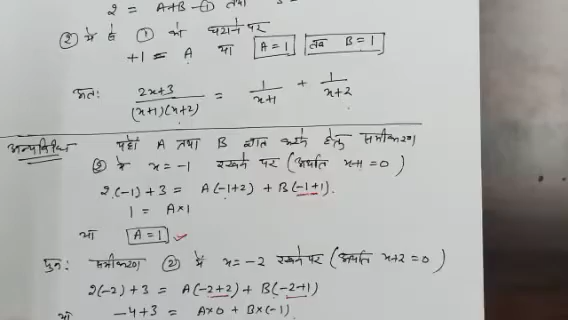 2 = A+B - ① तथा
② में से ① को घटाने पर
+1 = A या A = 1 तब B = 1
अतः (2x+3)/((x+1)(x+2)) = 1/(x+1) + 1/(x+2)
यहाँ A तथा B ज्ञात करने हेतु समीकरण
② में x = -1 रखने पर (अर्थात x+1 = 0)
2(-1)+3 = A(-1+2) + B(-1+1).
1 = A×1
या A = 1
पुनः समीकरण ② में x = -2 रखने पर (अर्थात x+2 = 0)
2(-2)+3 = A(-2+2) + B(-2+1)
या -4+3 = A×0 + B×(-1)